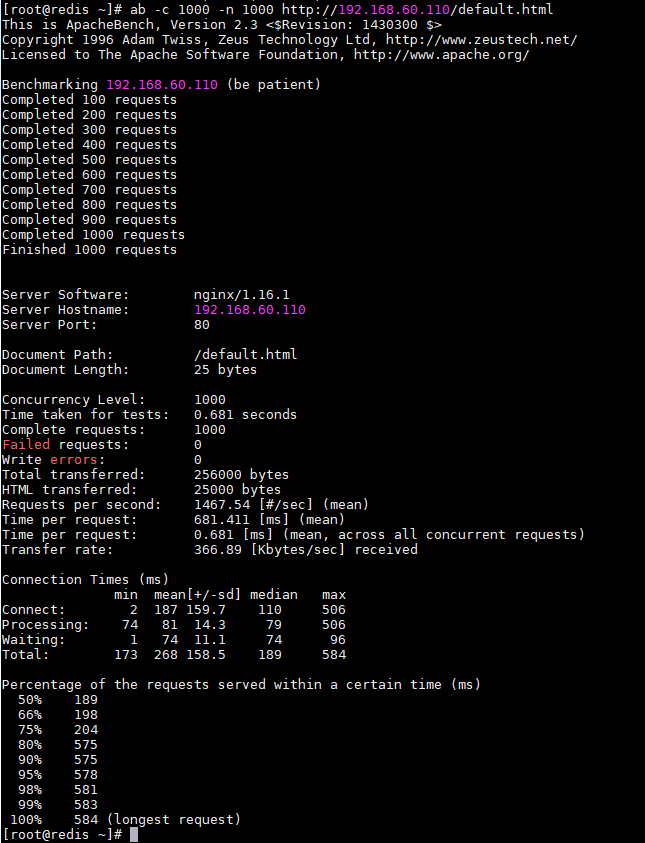 [root@redis ~]# ab -c 1000 -n 1000 http://192.168.60.110/default.html
This is ApacheBench, Version 2.3 <$Revision: 1430300 $>
Copyright 1996 Adam Twiss, Zeus Technology Ltd, http://www.zeustech.net/
Licensed to The Apache Software Foundation, http://www.apache.org/

Benchmarking 192.168.60.110 (be patient)
Completed 100 requests
Completed 200 requests
Completed 300 requests
Completed 400 requests
Completed 500 requests
Completed 600 requests
Completed 700 requests
Completed 800 requests
Completed 900 requests
Completed 1000 requests
Finished 1000 requests


Server Software:        nginx/1.16.1
Server Hostname:        192.168.60.110
Server Port:            80

Document Path:          /default.html
Document Length:        25 bytes

Concurrency Level:      1000
Time taken for tests:   0.681 seconds
Complete requests:      1000
Failed requests:        0
Write errors:           0
Total transferred:      256000 bytes
HTML transferred:       25000 bytes
Requests per second:    1467.54 [#/sec] (mean)
Time per request:       681.411 [ms] (mean)
Time per request:       0.681 [ms] (mean, across all concurrent requests)
Transfer rate:          366.89 [Kbytes/sec] received

Connection Times (ms)
              min  mean[+/-sd] median   max
Connect:        2  187 159.7    110     506
Processing:    74   81  14.3     79     506
Waiting:        1   74  11.1     74      96
Total:        173  268 158.5    189     584

Percentage of the requests served within a certain time (ms)
  50%    189
  66%    198
  75%    204
  80%    575
  90%    575
  95%    578
  98%    581
  99%    583
 100%    584 (longest request)
[root@redis ~]#